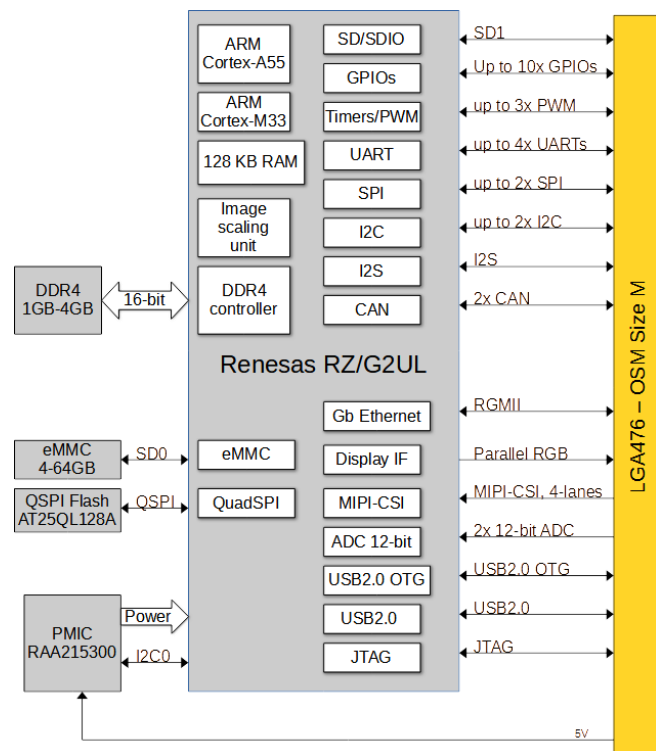 ARM
Cortex-A55
ARM
Cortex-M33
128 KB RAM
Image
scaling
unit
DDR4
controller
SD/SDIO
GPIOs
Timers/PWM
UART
SPI
I2C
I2S
CAN
SD1
Up to 10x GPIOs
up to 3x PWM
up to 4x UARTs
up to 2x SPI
up to 2x I2C
I2S
2x CAN
DDR4
1GB-4GB
16-bit
Renesas RZ/G2UL
LGA476 – OSM Size M
eMMC
4-64GB
SD0
eMMC
QSPI Flash
AT25QL128A
QSPI
QuadSPI
Gb Ethernet
Display IF
MIPI-CSI
ADC 12-bit
USB2.0 OTG
USB2.0
JTAG
RGMII
Parallel RGB
MIPI-CSI, 4-lanes
2x 12-bit ADC
USB2.0 OTG
USB2.0
JTAG
PMIC
RAA215300
Power
I2C0
5V